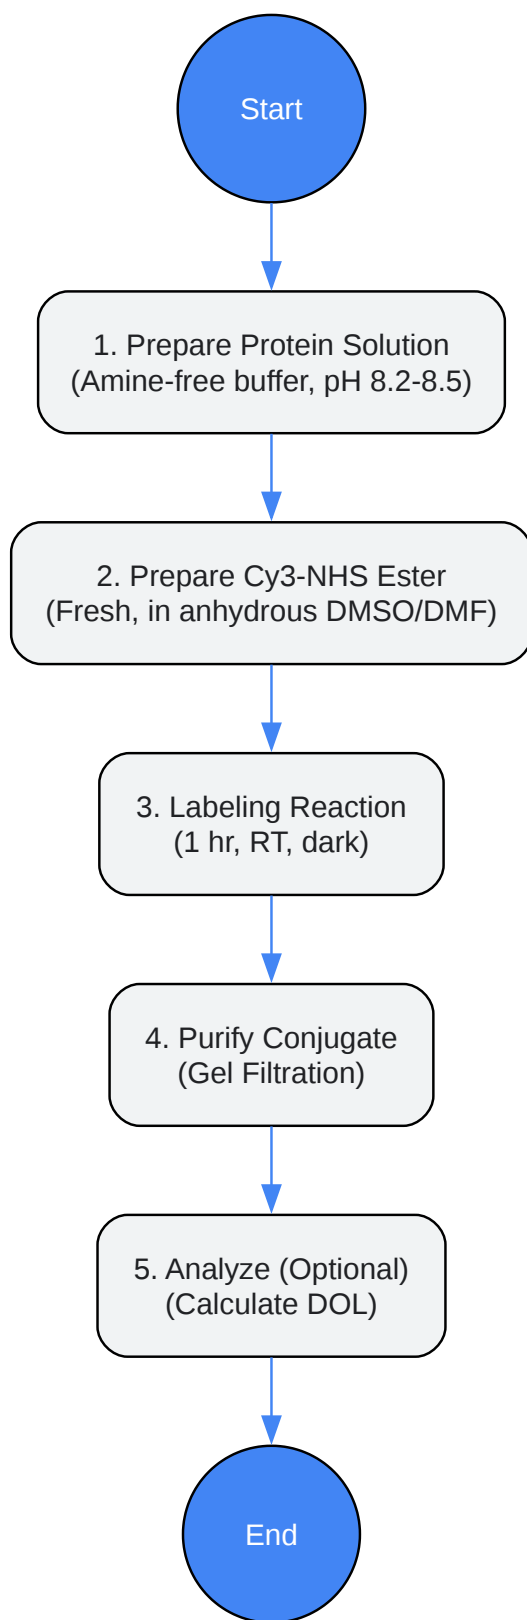 Start
1. Prepare Protein Solution
(Amine-free buffer, pH 8.2-8.5)
2. Prepare Cy3-NHS Ester
(Fresh, in anhydrous DMSO/DMF)
3. Labeling Reaction
(1 hr, RT, dark)
4. Purify Conjugate
(Gel Filtration)
5. Analyze (Optional)
(Calculate DOL)
End